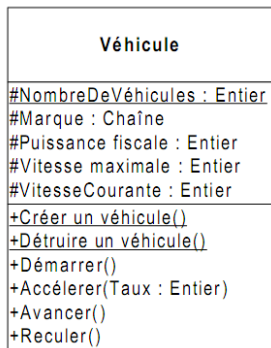 Véhicule
#NombreDeVéhicules : Entier
#Marque : Chaîne
#Puissance fiscale : Entier
#Vitesse maximale : Entier
#VitesseCourante : Entier
+Créer un véhicule()
+Détruire un véhicule()
+Démarrer()
+Accélerer(Taux : Entier)
+Avancer()
+Reculer()